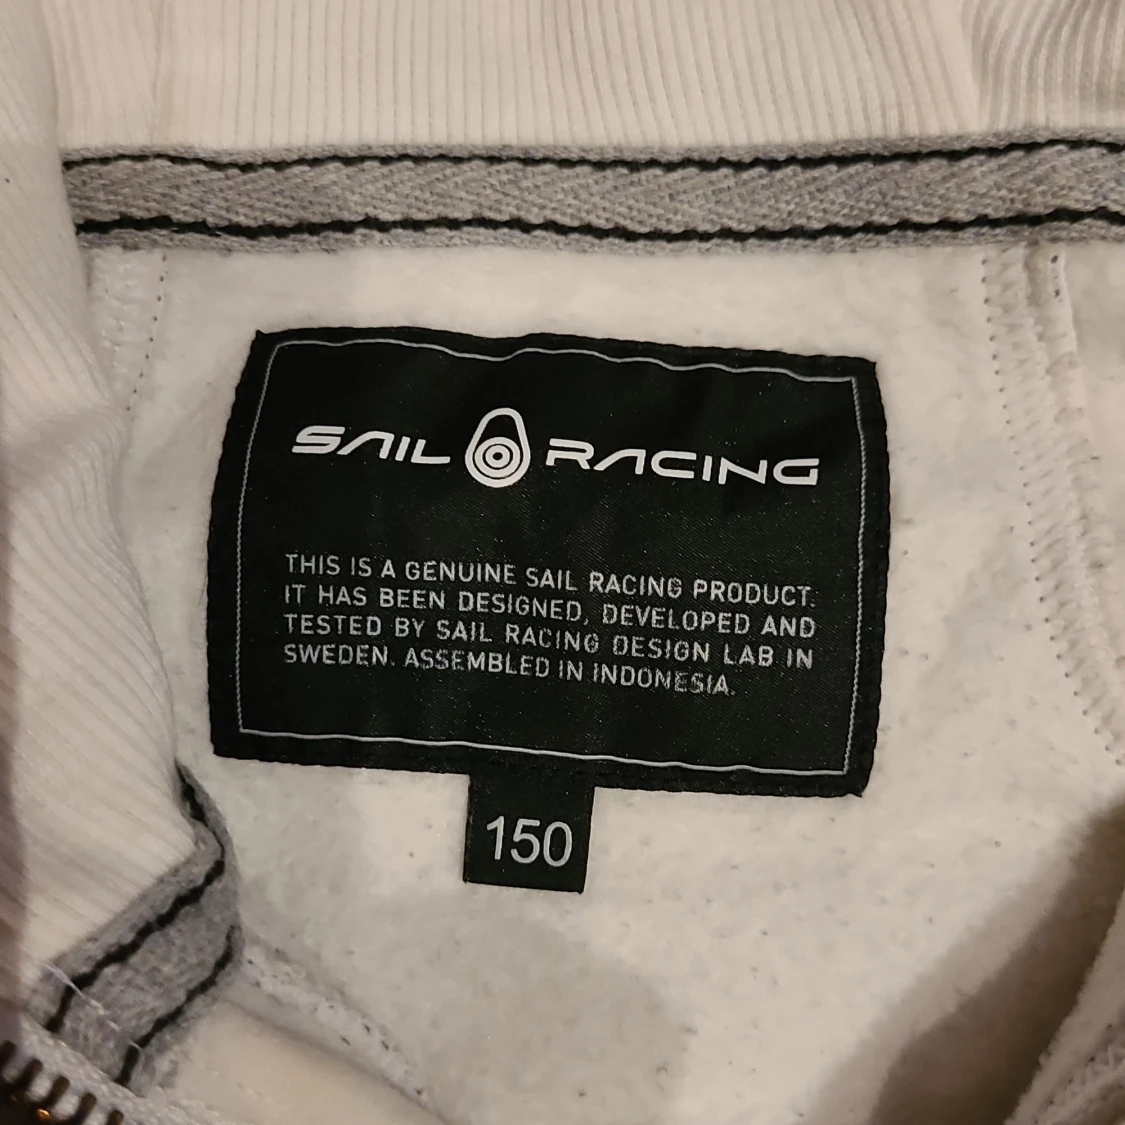 SAIL RACING
THIS IS A GENUINE SAIL RACING PRODUCT.
IT HAS BEEN DESIGNED, DEVELOPED AND
TESTED BY SAIL RACING DESIGN LAB IN
SWEDEN. ASSEMBLED IN INDONESIA.
150